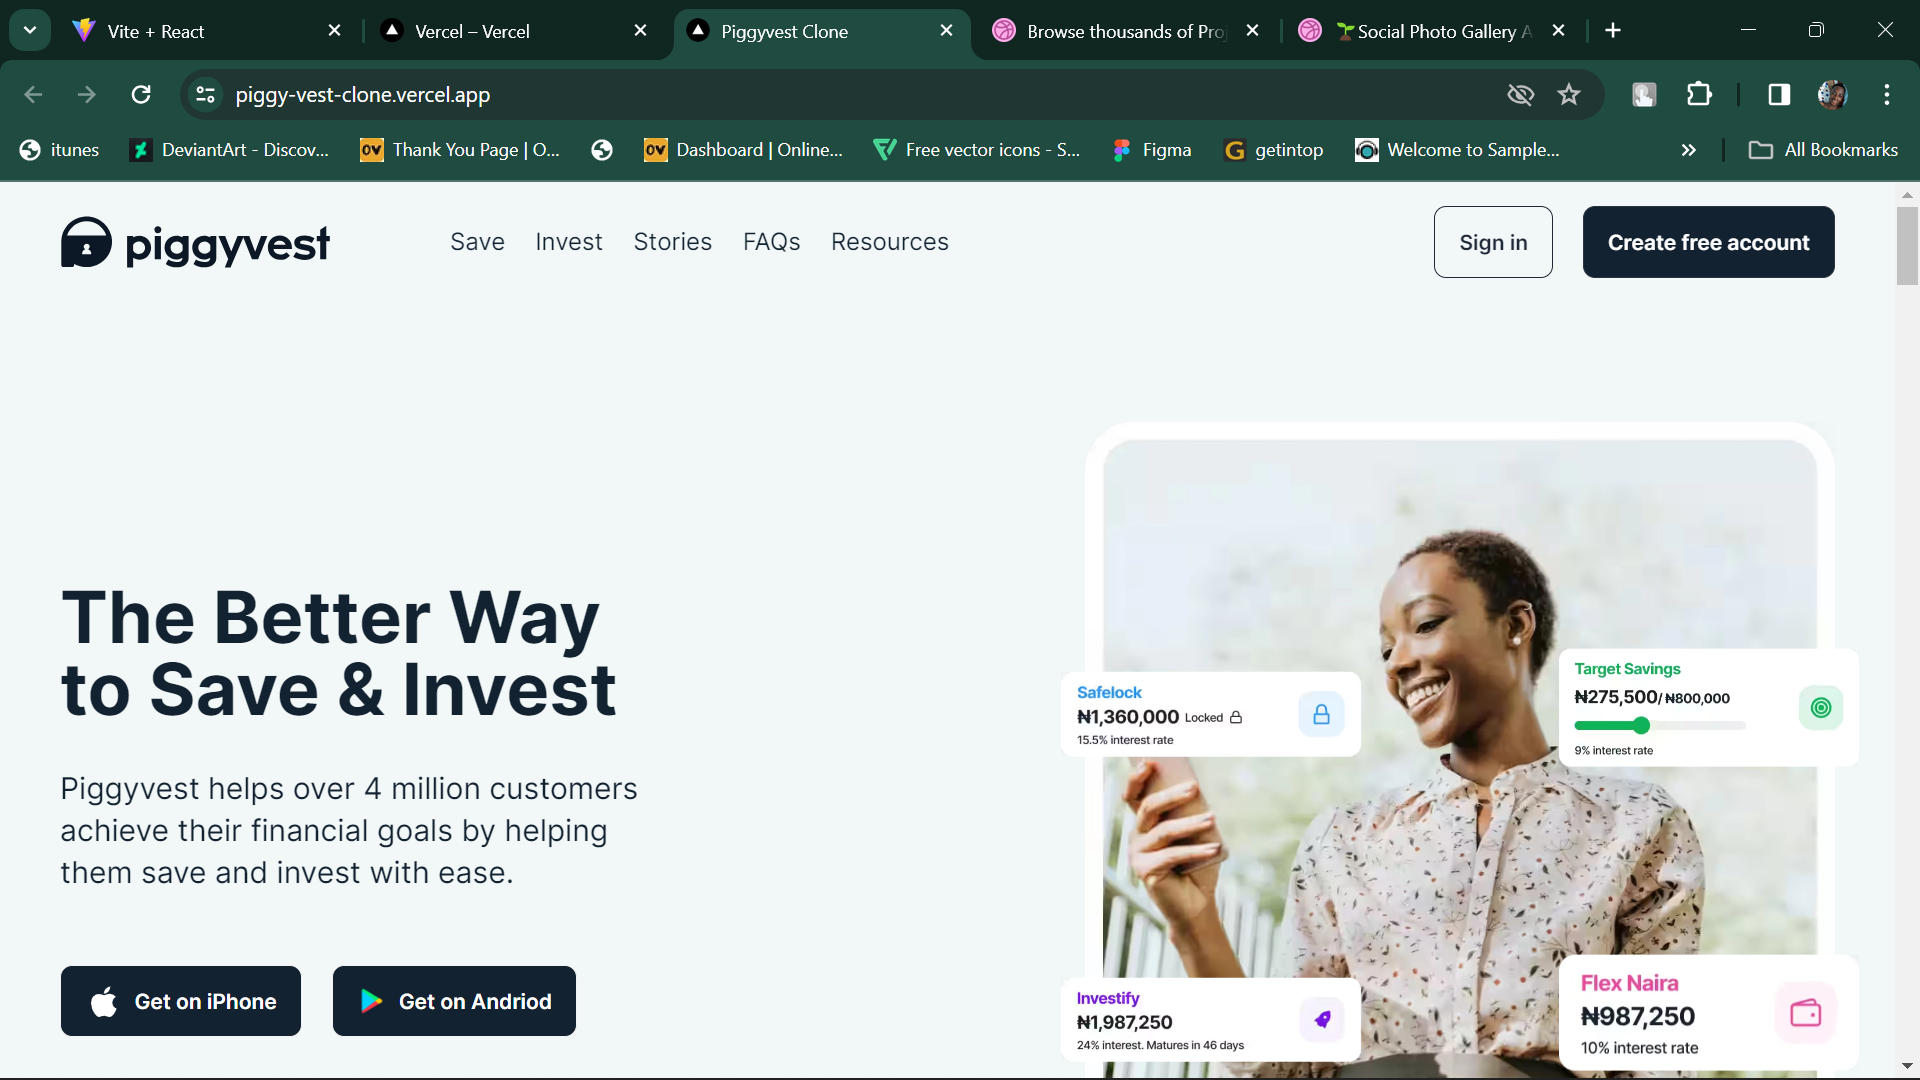 Vite + React
Vercel – Vercel
Piggyvest Clone
Browse thousands of Pro
Social Photo Gallery A
piggy-vest-clone.vercel.app
itunes
DeviantArt - Discov...
Thank You Page | O...
Dashboard | Online...
Free vector icons - S...
Figma
getintop
Welcome to Sample...
All Bookmarks
piggyvest
Save
Invest
Stories
FAQs
Resources
Sign in
Create free account
The Better Way
to Save & Invest
Piggyvest helps over 4 million customers
achieve their financial goals by helping
them save and invest with ease.
Get on iPhone
Get on Andriod
Safelock
₦1,360,000 Locked
15.5% interest rate
Target Savings
₦275,500/ ₦800,000
9% interest rate
Investify
₦1,987,250
24% interest. Matures in 46 days
Flex Naira
₦987,250
10% interest rate